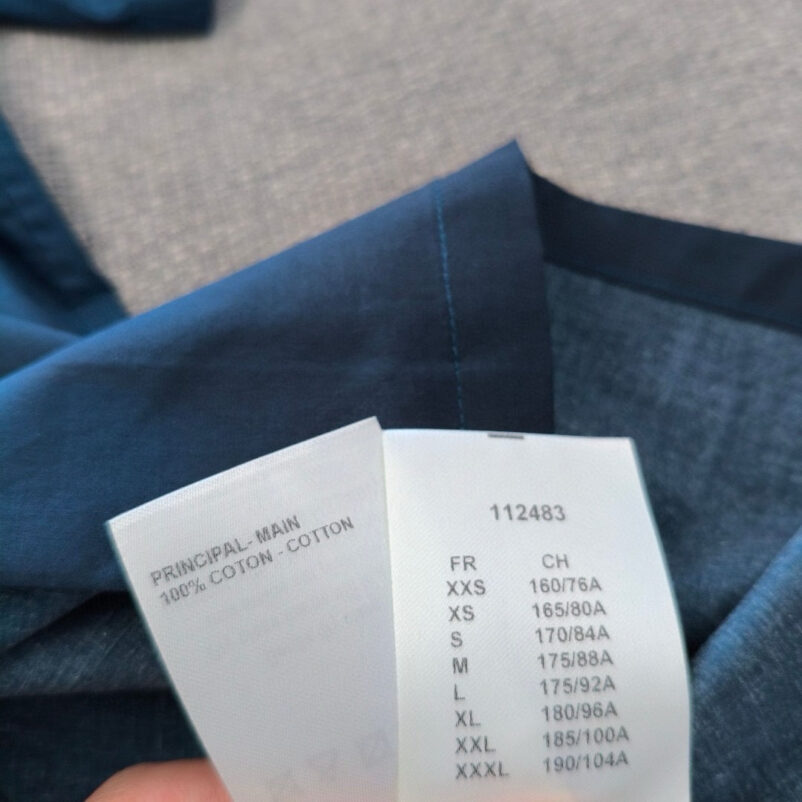 PRINCIPAL- MAIN
100% COTON - COTTON
112483
FR CH
XXS 160/76A
XS 165/80A
S 170/84A
M 175/88A
L 175/92A
XL 180/96A
XXL 185/100A
XXXL 190/104A